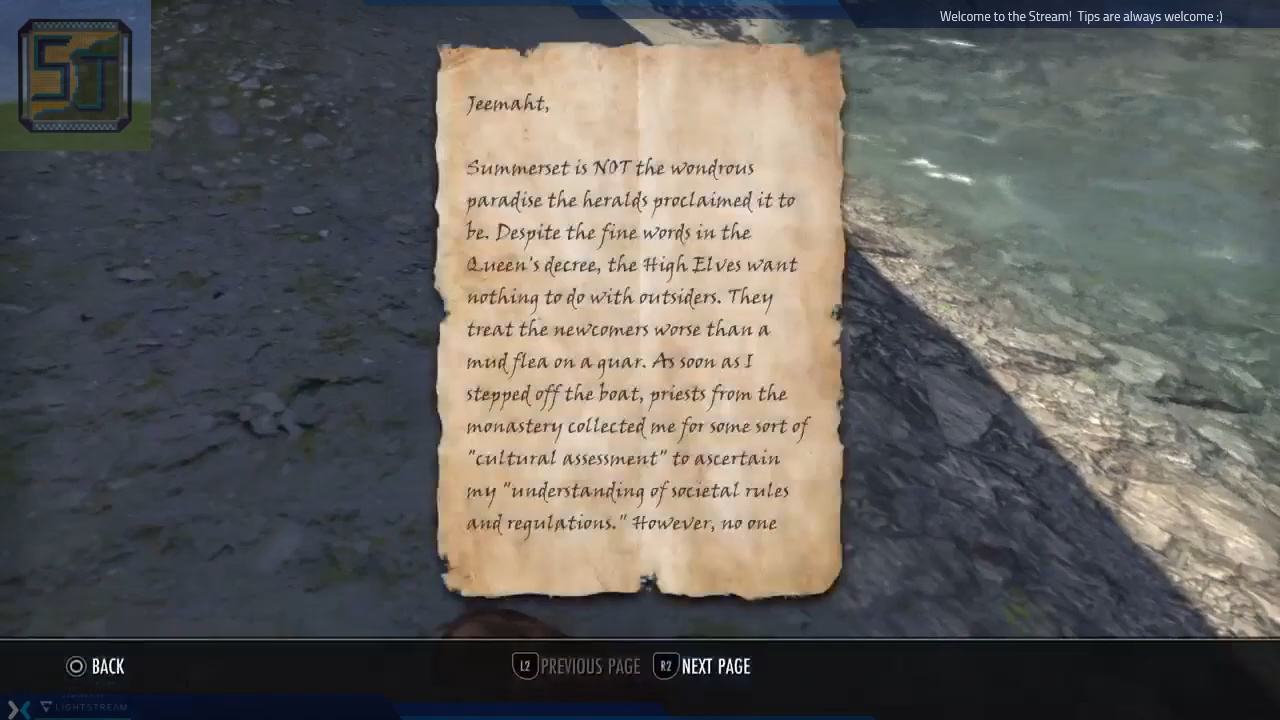 Welcome to the Stream! Tips are always welcome :)
ST
Jeemaht,
Summerset is NOT the wondrous
paradise the heralds proclaimed it to
be. Despite the fine words in the
Queen's decree, the High Elves want
nothing to do with outsiders. They
treat the newcomers worse than a
mud flea on a guar. As soon as I
stepped off the boat, priests from the
monastery collected me for some sort of
"cultural assessment" to ascertain
my "understanding of societal rules
and regulations." However, no one
BACK
L2 PREVIOUS PAGE R2 NEXT PAGE
LIGHTSTREAM